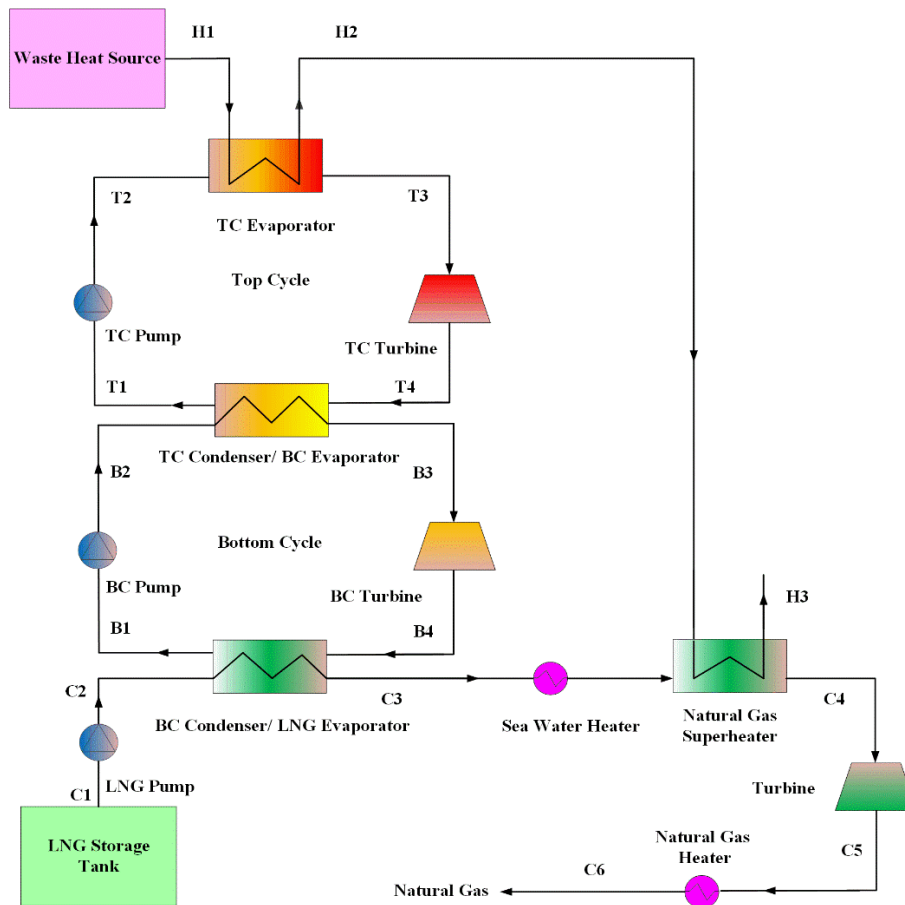 H1
H2
Waste Heat Source
T2
T3
TC Evaporator
Top Cycle
TC Pump
TC Turbine
T1
T4
TC Condenser/ BC Evaporator
B2
B3
Bottom Cycle
BC Pump
BC Turbine
B1
B4
H3
C2
C3
C4
BC Condenser/ LNG Evaporator
Sea Water Heater
Natural Gas
Superheater
LNG Pump
C1
Turbine
LNG Storage
Tank
Natural Gas
Heater
C5
C6
Natural Gas